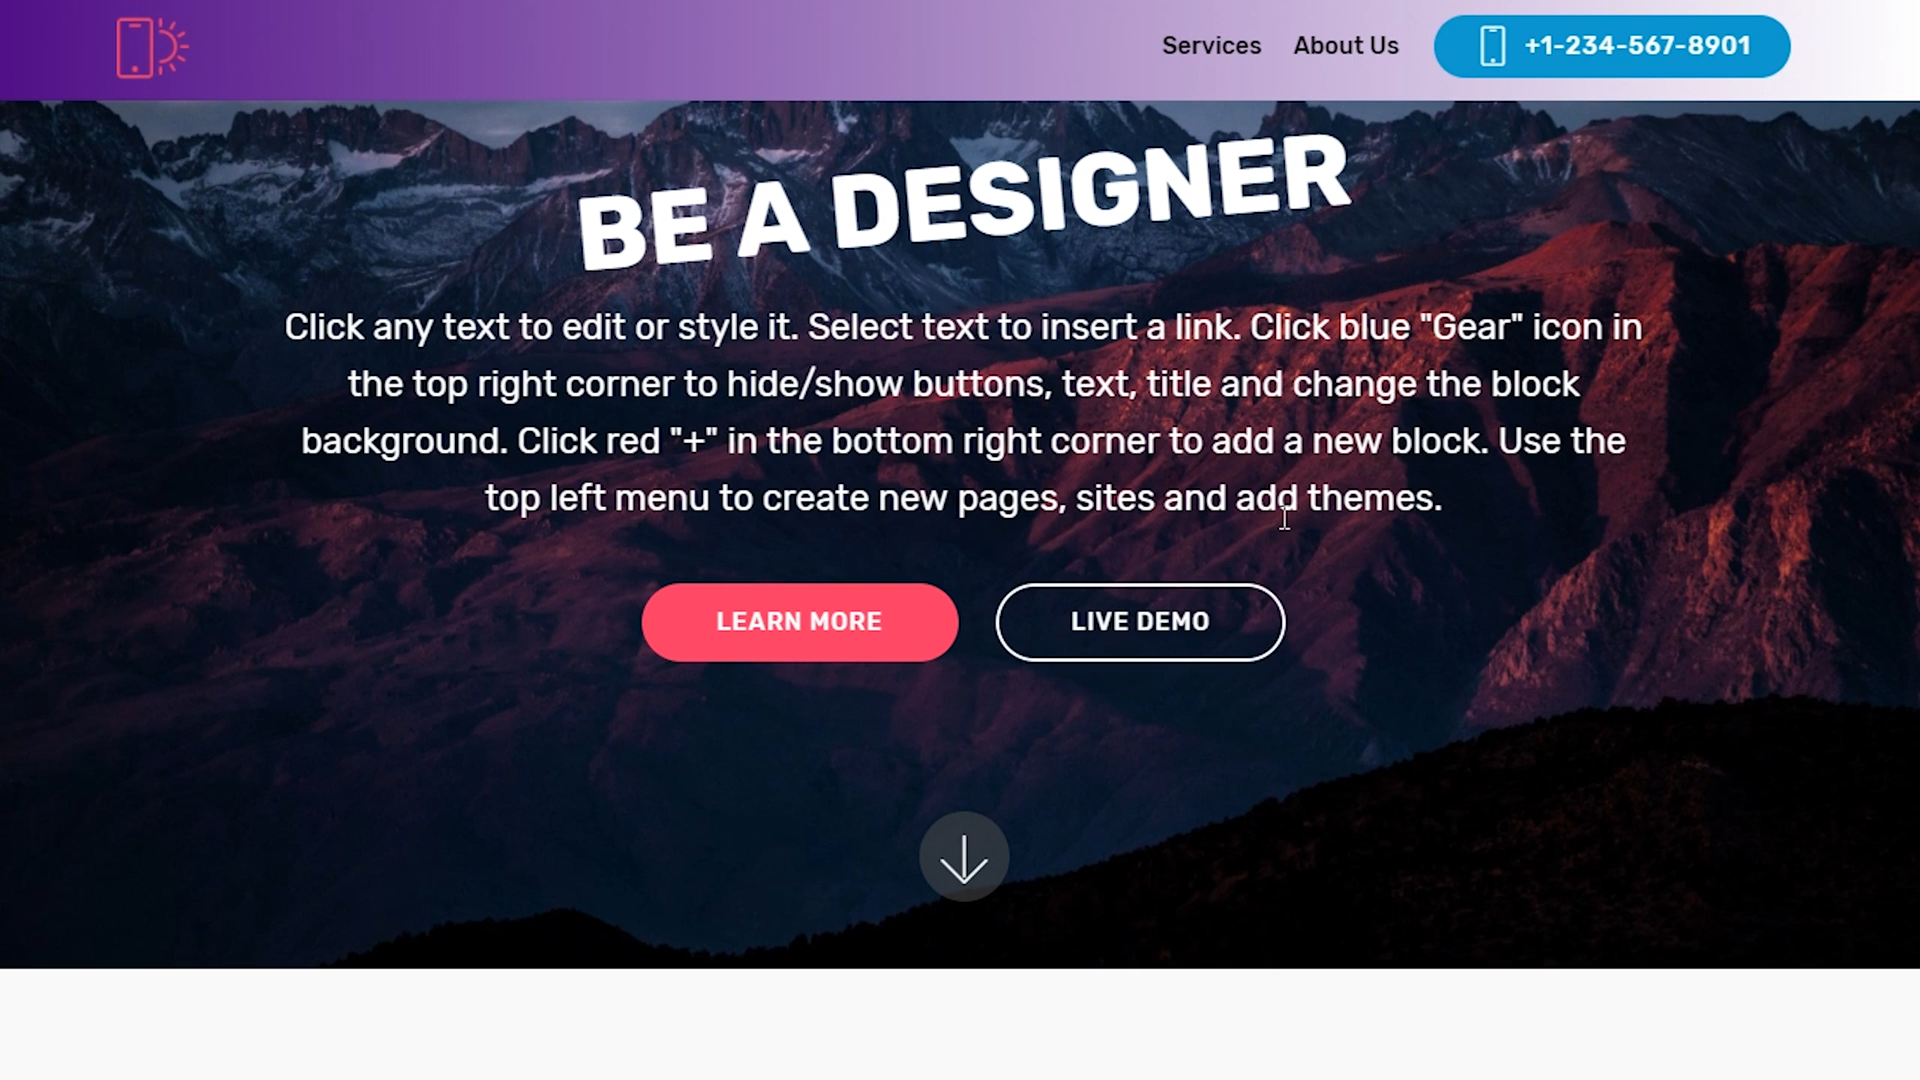 Services About Us +1-234-567-8901
BE A DESIGNER
Click any text to edit or style it. Select text to insert a link. Click blue "Gear" icon in
the top right corner to hide/show buttons, text, title and change the block
background. Click red "+" in the bottom right corner to add a new block. Use the
top left menu to create new pages, sites and add themes.
LEARN MORE LIVE DEMO